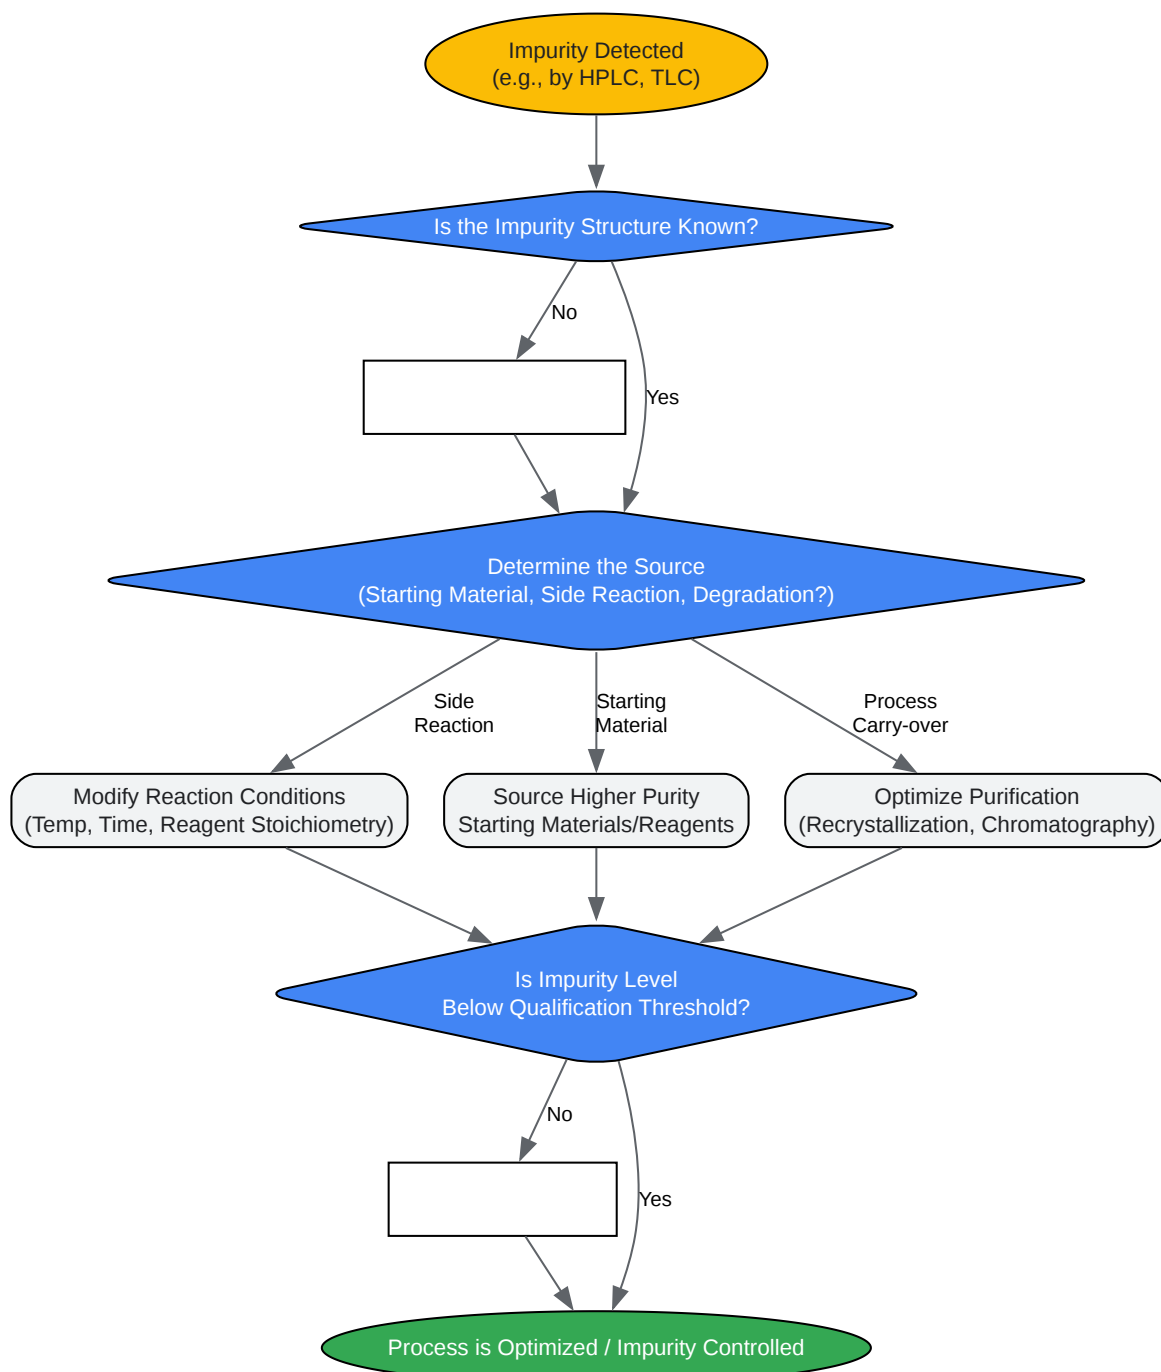 Impurity Detected
(e.g., by HPLC, TLC)
Is the Impurity Structure Known?
No
Yes
Determine the Source
(Starting Material, Side Reaction, Degradation?)
Side
Reaction
Starting
Material
Process
Carry-over
Modify Reaction Conditions
(Temp, Time, Reagent Stoichiometry)
Source Higher Purity
Starting Materials/Reagents
Optimize Purification
(Recrystallization, Chromatography)
Is Impurity Level
Below Qualification Threshold?
No
Yes
Process is Optimized / Impurity Controlled